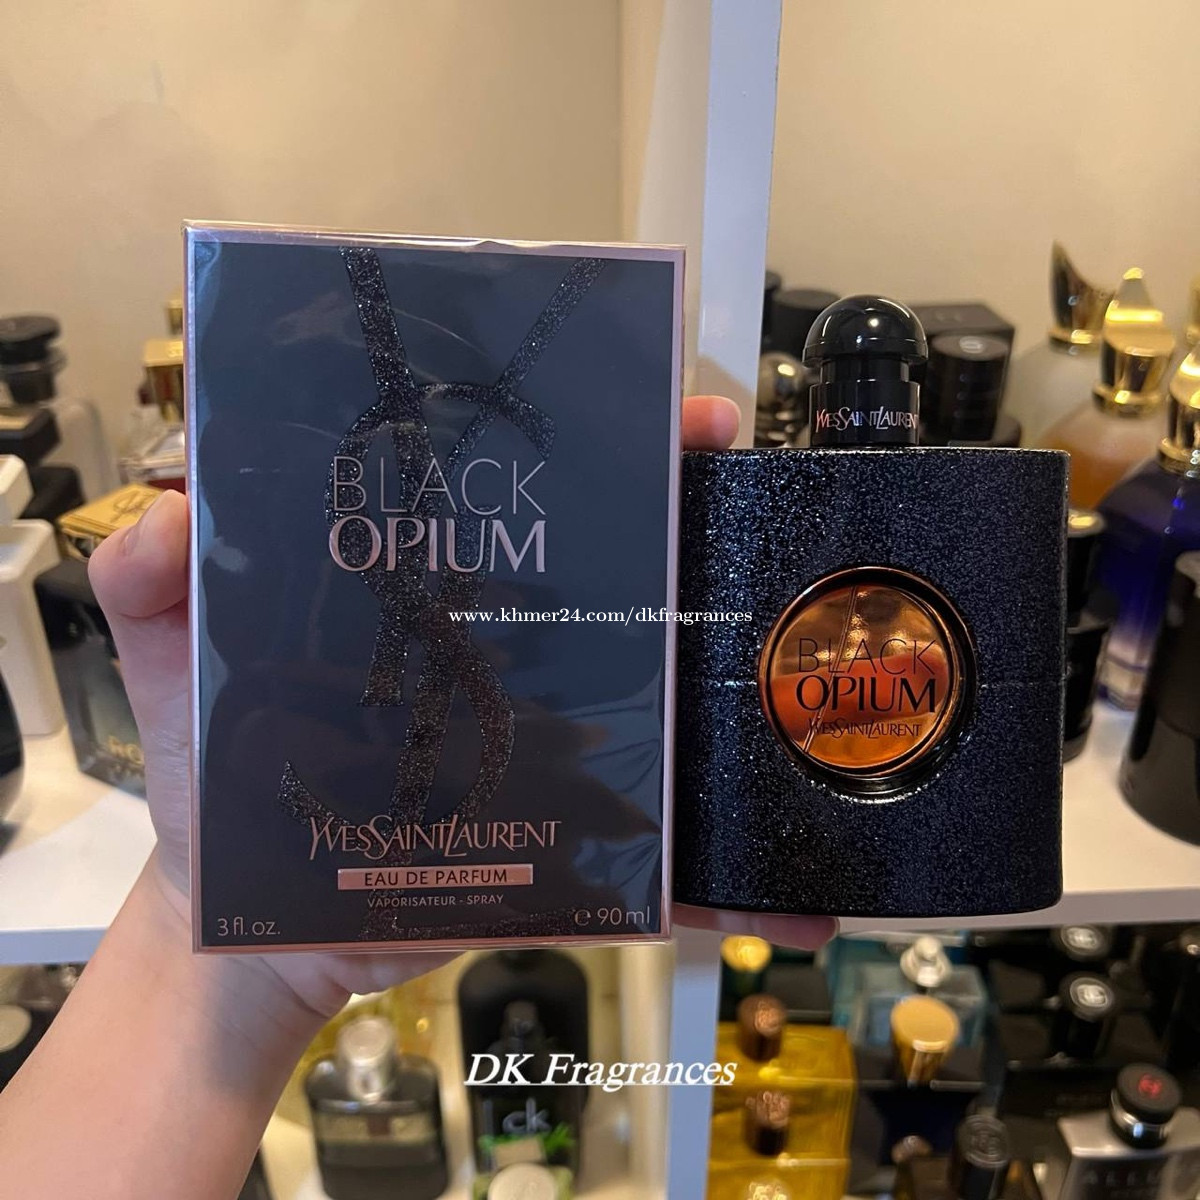 BLACK
OPIUM
www.khmer24.com/dkfragrances
YVESSAINTLAURENT
EAU DE PARFUM
VAPORISATEUR - SPRAY
3 fl. oz.
℮ 90 ml
YVESSAINTLAURENT
BLACK
OPIUM
YVESSAINTLAURENT
DK Fragrances
ck